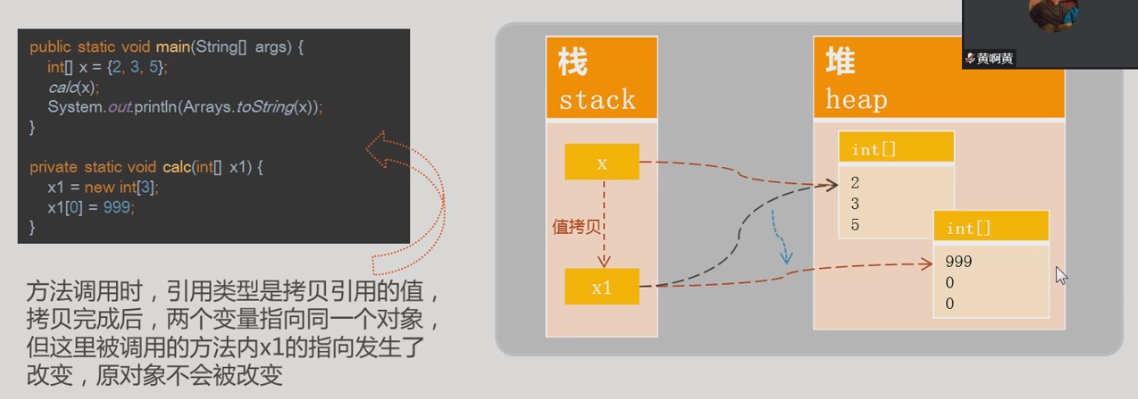 public static void main(String[] args) {
int[] x = {2, 3, 5};
calc(x);
System.out.println(Arrays.toString(x));
}
private static void calc(int[] x1) {
x1 = new int[3];
x1[0] = 999;
}
方法调用时，引用类型是拷贝引用的值，
拷贝完成后，两个变量指向同一个对象，
但这里被调用的方法内x1的指向发生了
改变，原对象不会被改变
栈
stack
x
值拷贝
x1
堆
heap
int[]
2
3
5
int[]
999
0
0
黄啊黄